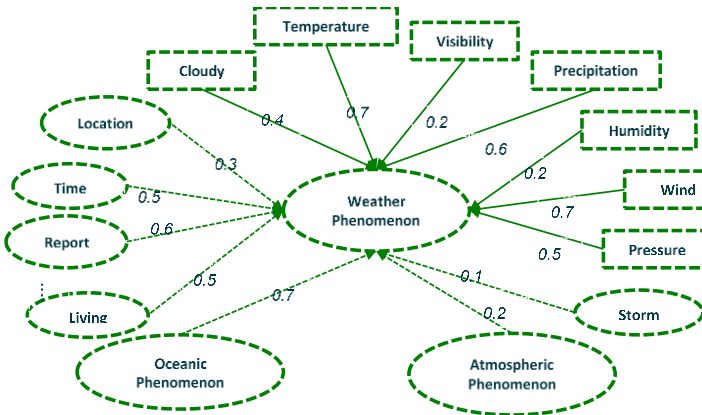 Temperature
Visibility
Cloudy
Precipitation
Location
Humidity
Time
Wind
Report
Pressure
Living
Storm
Weather
Phenomenon
Oceanic
Phenomenon
Atmospheric
Phenomenon
0.4
0.7
0.2
0.6
0.3
0.2
0.5
0.7
0.6
0.5
0.5
0.1
0.7
0.2